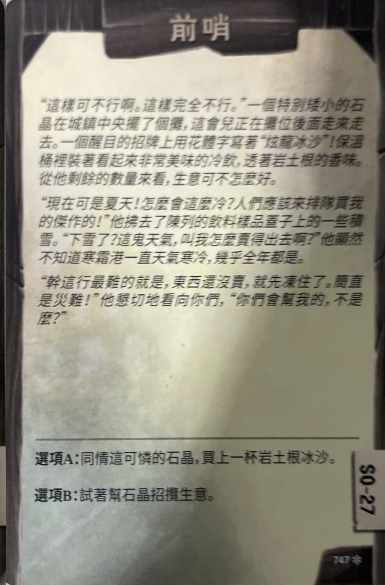 前哨
“這樣可不行啊。這樣完全不行。”一個特別矮小的石
晶在城鎮中央擺了個攤,這會兒正在攤位後面走來走
去。一個醒目的招牌上用花體字寫著“炫龍冰沙”!保溫
桶裡裝著看起來非常美味的冷飲,透著岩土根的香味。
從他剩餘的數量來看,生意可不怎麼好。
“現在可是夏天!怎麼會這麼冷?人們應該來排隊買我
的傑作的!”他拂去了陳列的飲料樣品蓋子上的一些積
雪。“下雪了?這鬼天氣,叫我怎麼賣得出去啊?”他顯然
不知道寒霜港一直天氣寒冷,幾乎全年都是。
“幹這行最難的就是,東西還沒賣,就先凍住了。簡直
是災難!”他懇切地看向你們,“你們會幫我的,不是
麼?”
選項A:同情這可憐的石晶,買上一杯岩土根冰沙。
選項B:試著幫石晶招攬生意。
SO-27
747